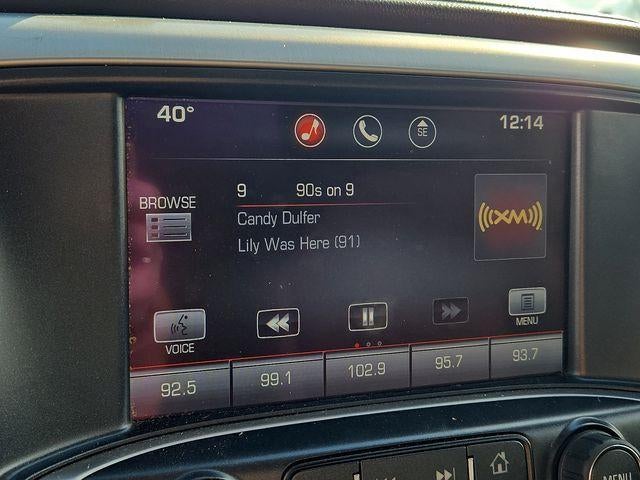 40°
SE
12:14
BROWSE
9 90s on 9
Candy Dulfer
Lily Was Here (91)
((XM))
VOICE
MENU
92.5 99.1 102.9 95.7 93.7
MENU